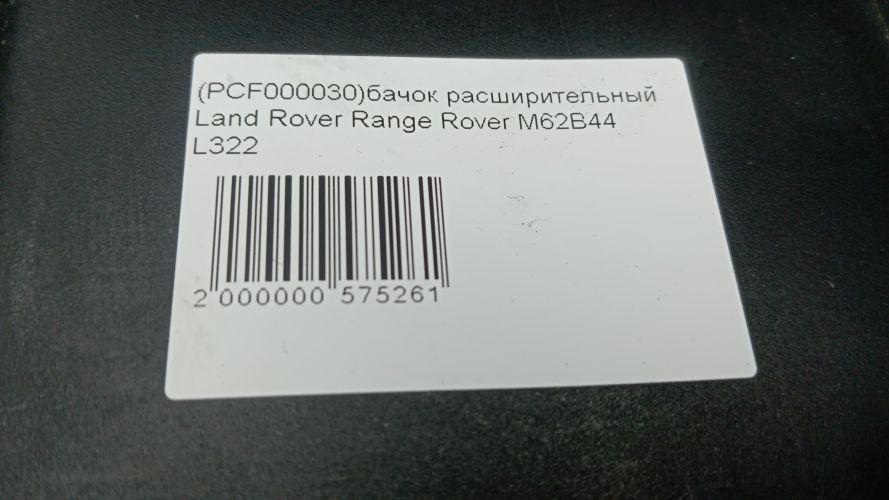 (PCF000030)бачок расширительный
Land Rover Range Rover M62B44
L322
2 000000 575261